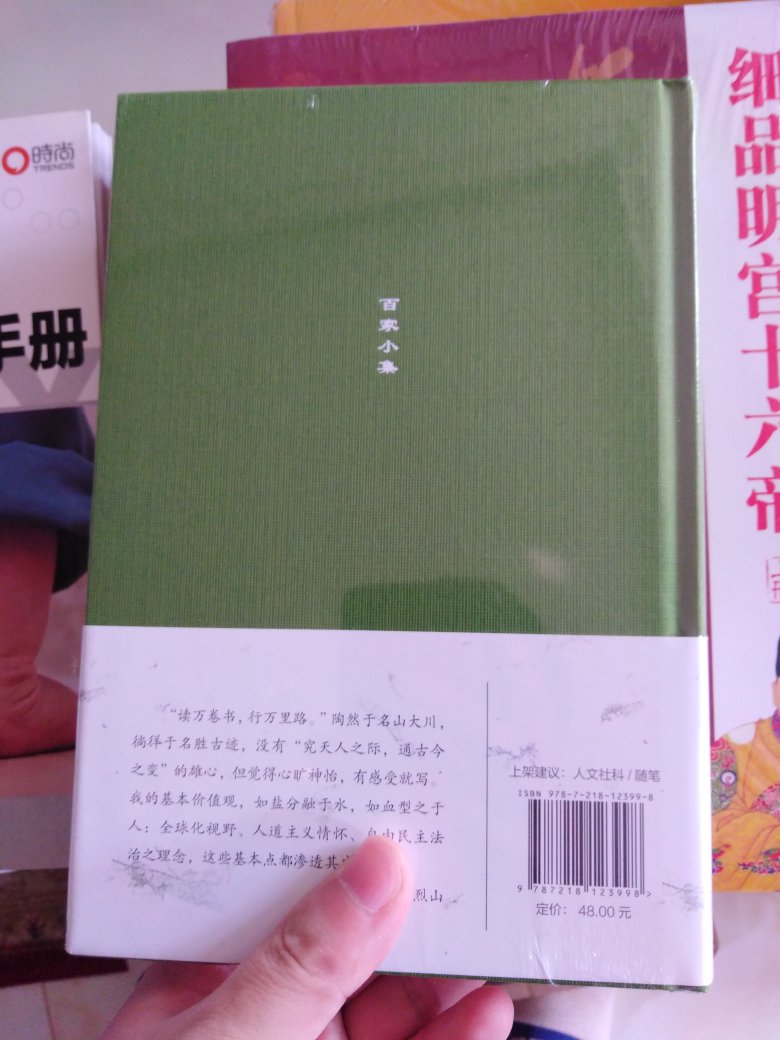 時尚
TRENDS
手册
细品明宫十六帝
百家小集
“读万卷书，行万里路。”陶然于名山大川，
徜徉于名胜古迹，没有“究天人之际，通古今
之变”的雄心，但觉得心旷神怡，有感受就写。
我的基本价值观，如盐分融于水，如血型之于
人：全球化视野、人道主义情怀、自由民主法
治之理念，这些基本点都渗透其
烈山
上架建议：人文社科/随笔
ISBN 978-7-218-12399-8
9 787218 123998 >
定价：48.00元